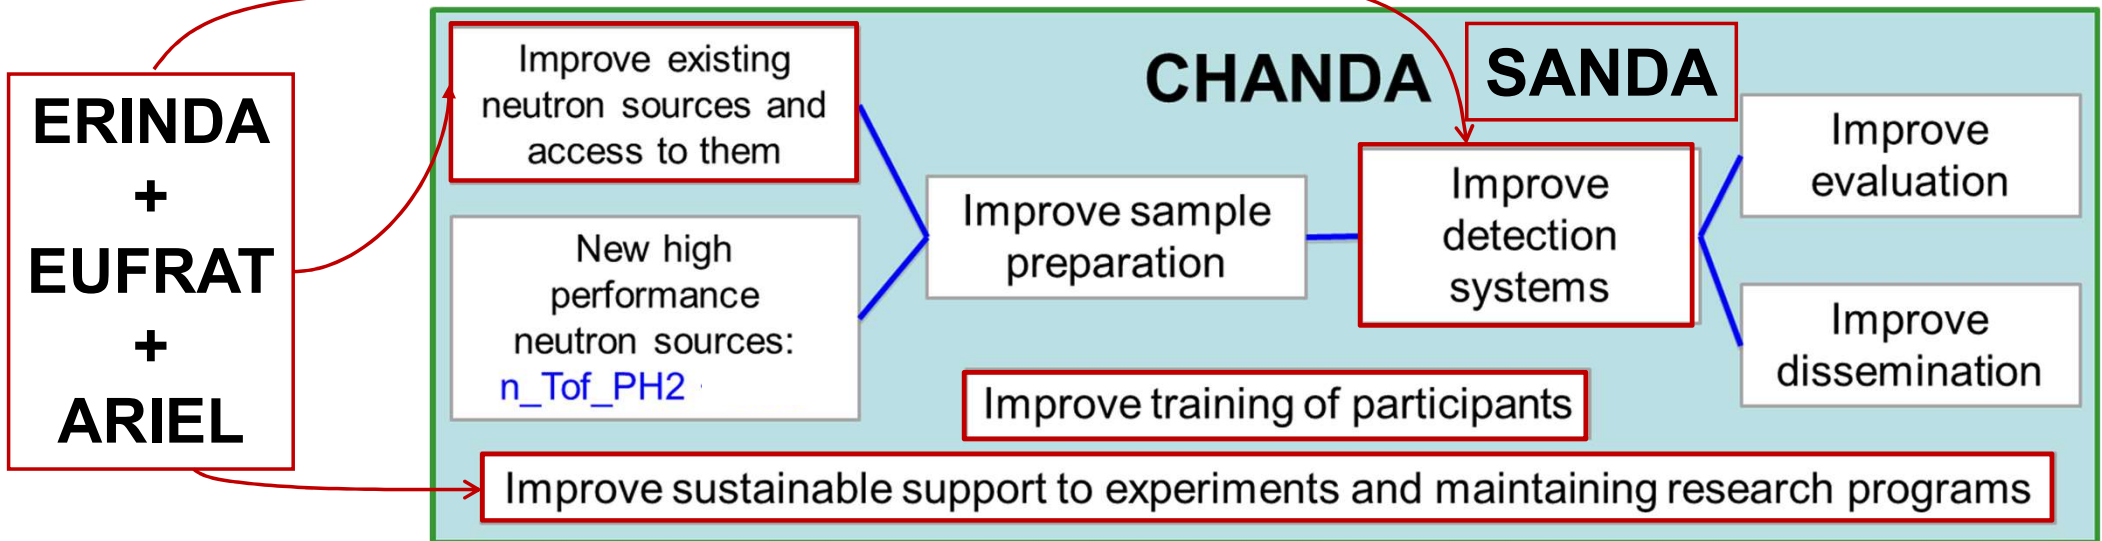 ERINDA
+
EUFRAT
+
ARIEL
Improve existing
neutron sources and
access to them
New high
performance
neutron sources:
n_Tof_PH2
Improve sample
preparation
CHANDA
SANDA
Improve
detection
systems
Improve
evaluation
Improve
dissemination
Improve training of participants
Improve sustainable support to experiments and maintaining research programs